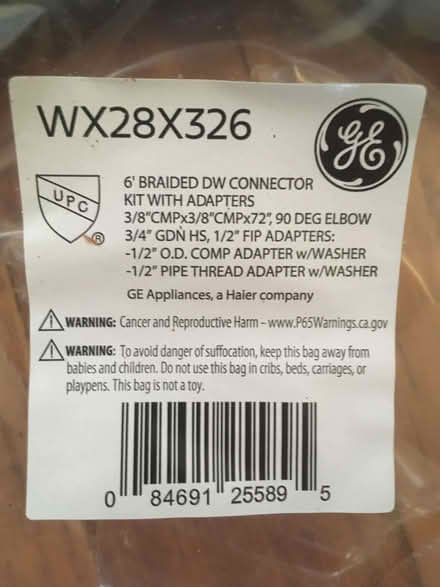 WX28X326
GE
UPC
®
6' BRAIDED DW CONNECTOR
KIT WITH ADAPTERS
3/8"CMPx3/8"CMPx72", 90 DEG ELBOW
3/4" GDN HS, 1/2" FIP ADAPTERS:
-1/2" O.D. COMP ADAPTER w/WASHER
-1/2" PIPE THREAD ADAPTER w/WASHER
GE Appliances, a Haier company
WARNING: Cancer and Reproductive Harm – www.P65Warnings.ca.gov
WARNING: To avoid danger of suffocation, keep this bag away from
babies and children. Do not use this bag in cribs, beds, carriages, or
playpens. This bag is not a toy.
0 84691 25589 5